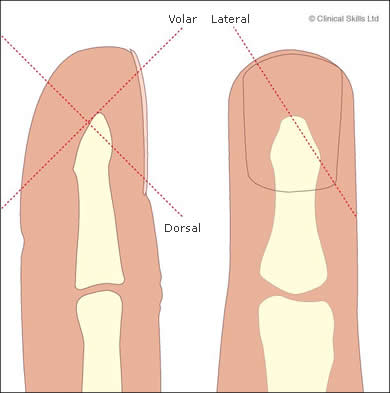 © Clinical Skills Ltd
Volar Lateral
Dorsal